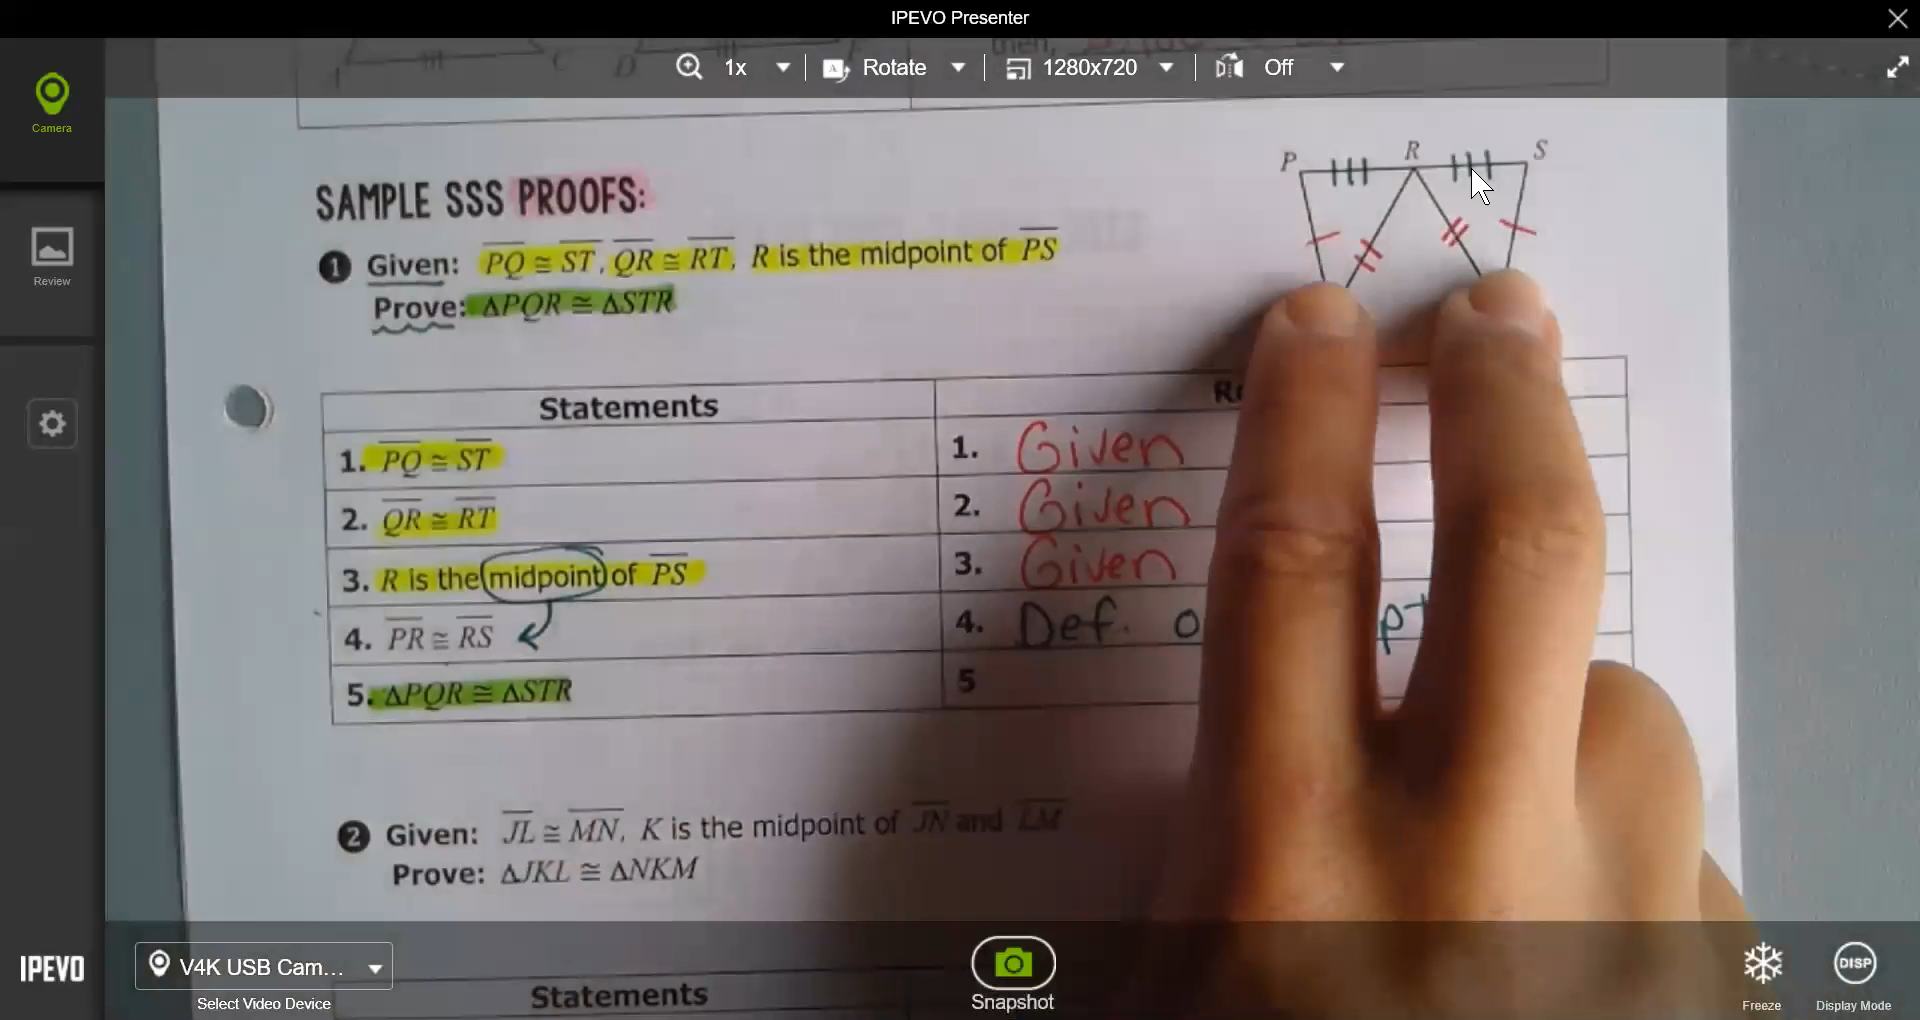 IPEVO Presenter
1x Rotate 1280x720 Off
Camera
P R S
SAMPLE SSS PROOFS:
1 Given: PQ ≅ ST, QR ≅ RT, R is the midpoint of PS
Prove: ΔPQR ≅ ΔSTR
Review
Statements
1. PQ ≅ ST 1. Given
2. QR ≅ RT 2. Given
3. R is the midpoint of PS 3. Given
4. PR ≅ RS 4. Def.
5. ΔPQR ≅ ΔSTR 5
2 Given: JL ≅ MN, K is the midpoint of JN and LM
Prove: ΔJKL ≅ ΔNKM
IPEVO
V4K USB Cam...
Select Video Device
Snapshot
DISP
Freeze
Display Mode
Statements